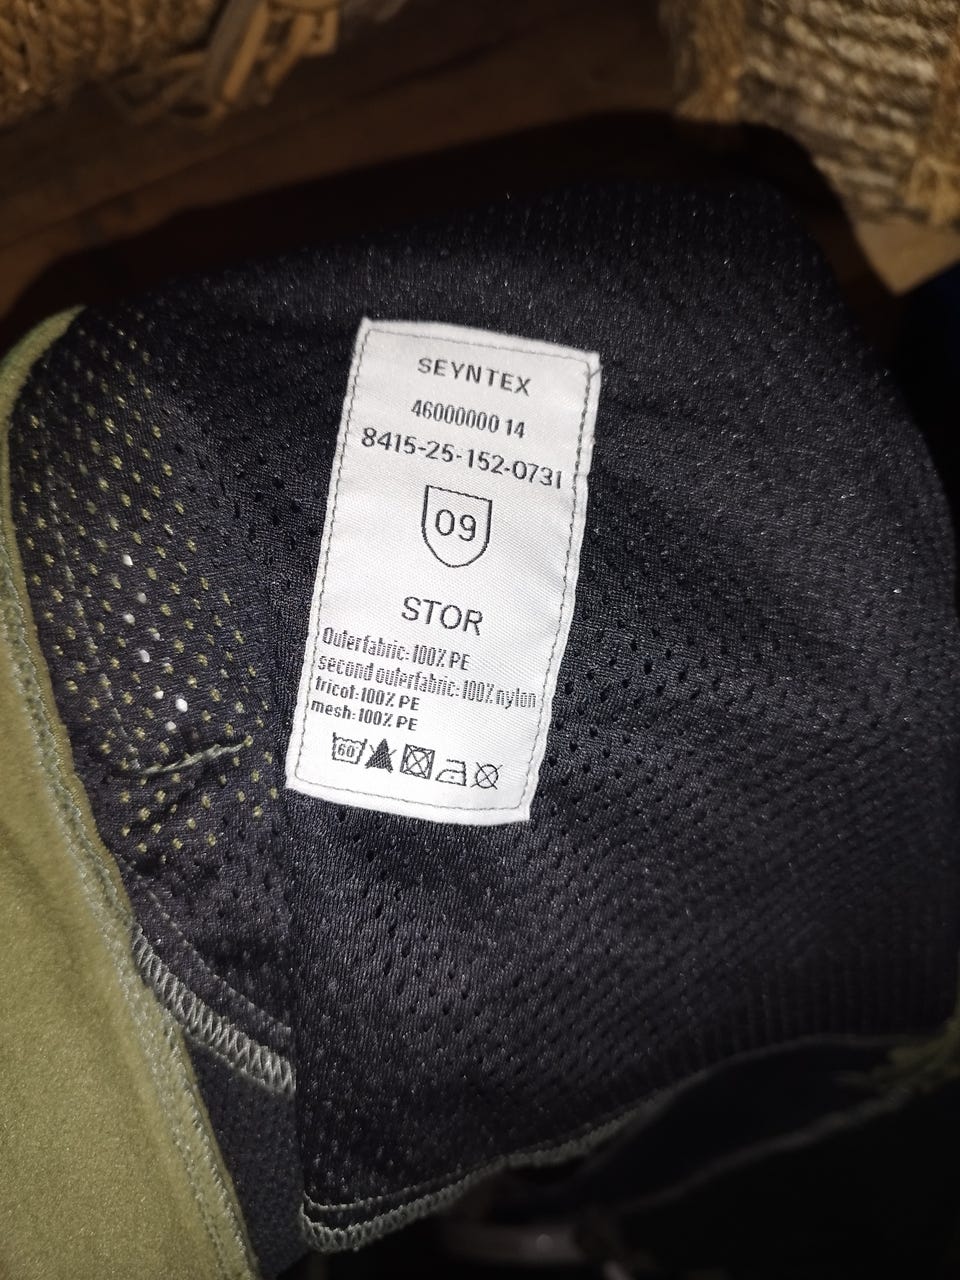 SEYNTEX
46000000 14
8415-25-152-0731
09
STOR
Outerfabric: 100% PE
second outerfabric: 100% nylon
tricot: 100% PE
mesh: 100% PE
60